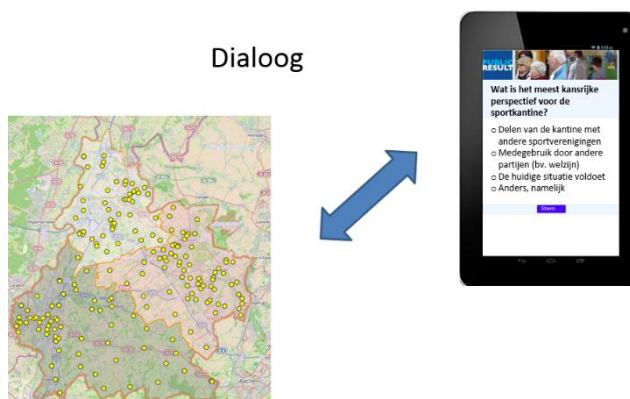 Dialoog
PUBLIC
RESULT
Wat is het meest kansrijke
perspectief voor de
sportkantine?
o Delen van de kantine met
andere sportverenigingen
o Medegebruik door andere
partijen (bv. welzijn)
o De huidige situatie voldoet
o Anders, namelijk
Stem
Aachen